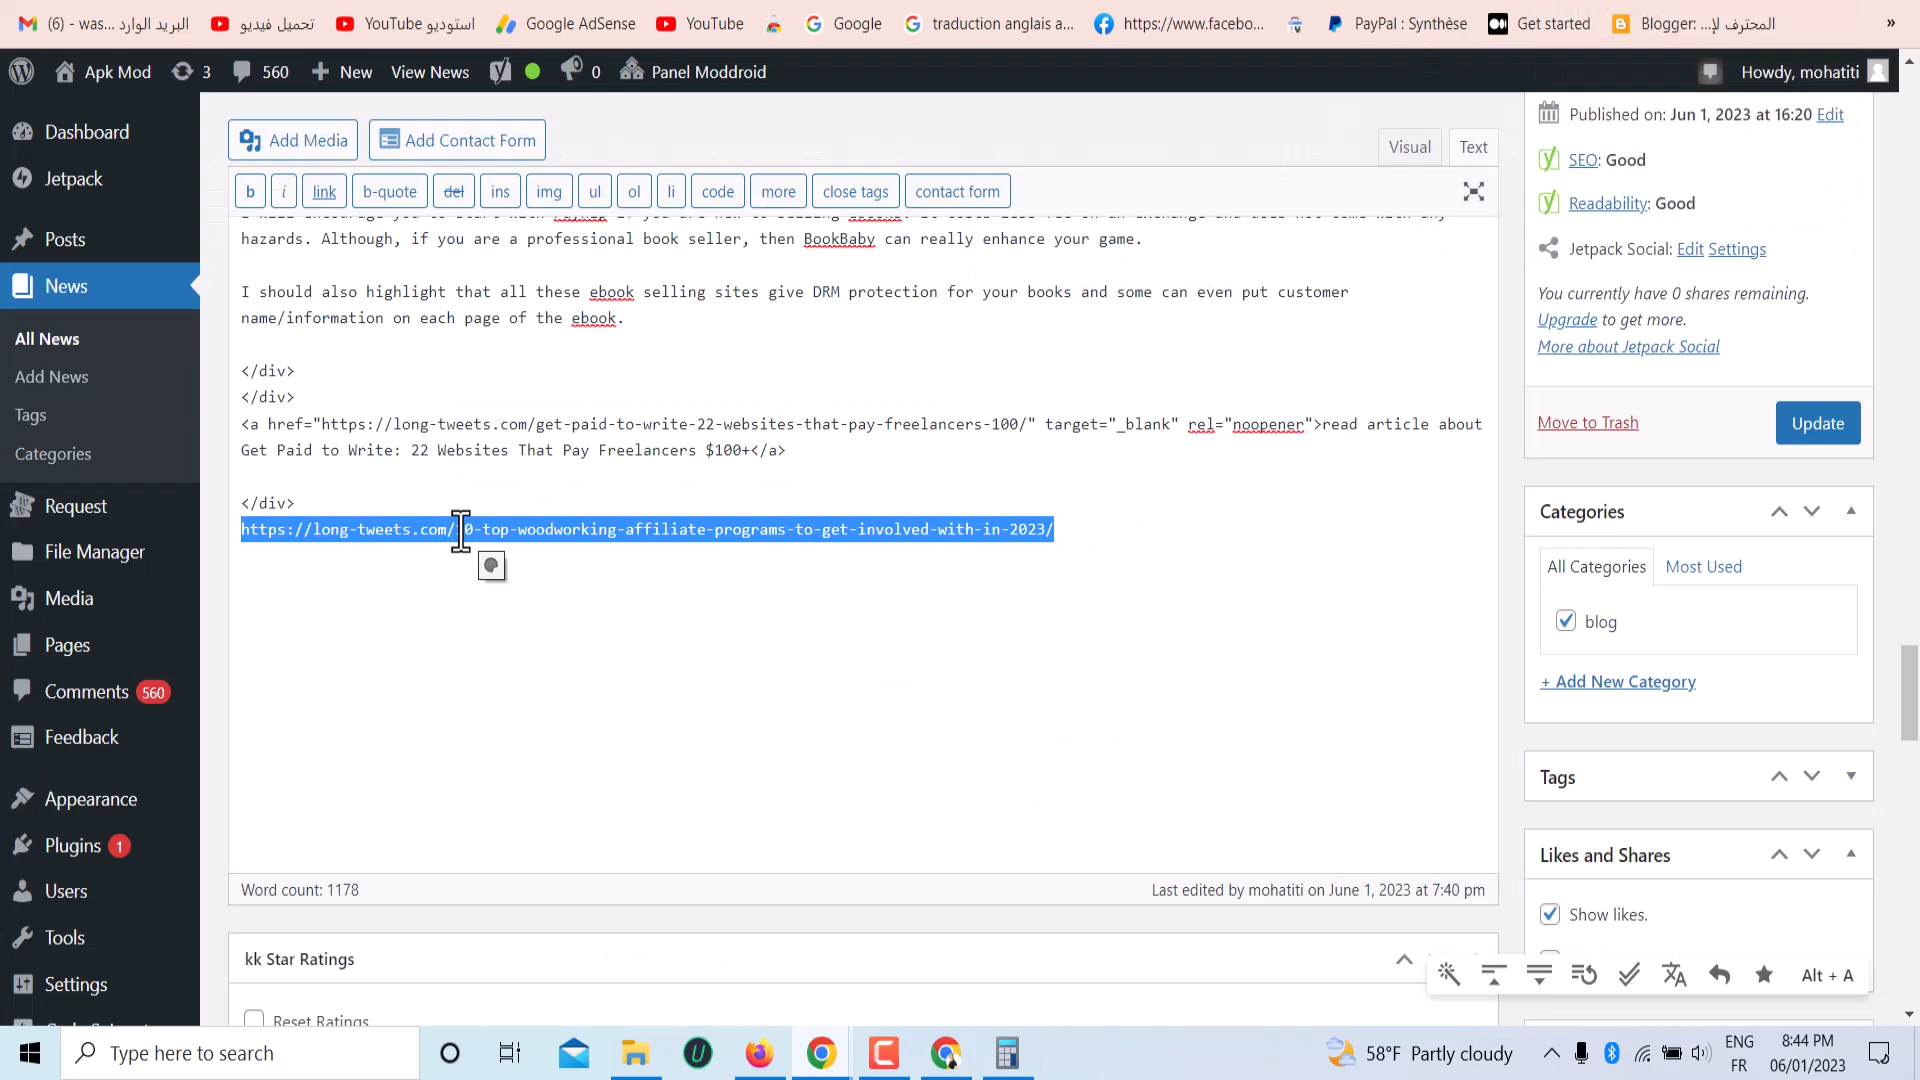 (6) - was... البريد الوارد
تحميل فيديو
YouTube استوديو
Google AdSense
YouTube
Google
traduction anglais a...
https://www.facebo...
PayPal : Synthèse
Get started
Blogger: ...المحترف لإ
»
Apk Mod
3
560
New
View News
0
Panel Moddroid
Howdy, mohatiti
Dashboard
Jetpack
Posts
News
All News
Add News
Tags
Categories
Request
File Manager
Media
Pages
Comments 560
Feedback
Appearance
Plugins 1
Users
Tools
Settings
Add Media
Add Contact Form
Visual
Text
b
i
link
b-quote
del
ins
img
ul
ol
li
code
more
close tags
contact form
hazards. Although, if you are a professional book seller, then BookBaby can really enhance your game.
I should also highlight that all these ebook selling sites give DRM protection for your books and some can even put customer
name/information on each page of the ebook.
</div>
</div>
<a href="https://long-tweets.com/get-paid-to-write-22-websites-that-pay-freelancers-100/" target="_blank" rel="noopener">read article about
Get Paid to Write: 22 Websites That Pay Freelancers $100+</a>
</div>
https://long-tweets.com/10-top-woodworking-affiliate-programs-to-get-involved-with-in-2023/
Word count: 1178
Last edited by mohatiti on June 1, 2023 at 7:40 pm
kk Star Ratings
Reset Ratings
Published on: Jun 1, 2023 at 16:20 Edit
SEO: Good
Readability: Good
Jetpack Social: Edit Settings
You currently have 0 shares remaining.
Upgrade to get more.
More about Jetpack Social
Move to Trash
Update
Categories
All Categories
Most Used
blog
+ Add New Category
Tags
Likes and Shares
Show likes.
Alt + A
Type here to search
58°F Partly cloudy
ENG
FR
8:44 PM
06/01/2023